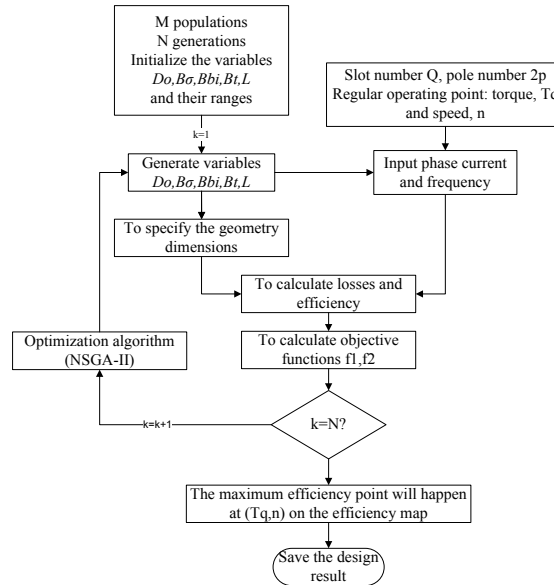 M populations
N generations
Initialize the variables
Do,Bσ,Bbi,Bt,L
and their ranges
Slot number Q, pole number 2p
Regular operating point: torque, Tq
and speed, n
k=1
Generate variables
Do,Bσ,Bbi,Bt,L
Input phase current
and frequency
To specify the geometry
dimensions
To calculate losses and
efficiency
Optimization algorithm
(NSGA-II)
To calculate objective
functions f1,f2
k=k+1
k=N?
The maximum efficiency point will happen
at (Tq,n) on the efficiency map
Save the design
result